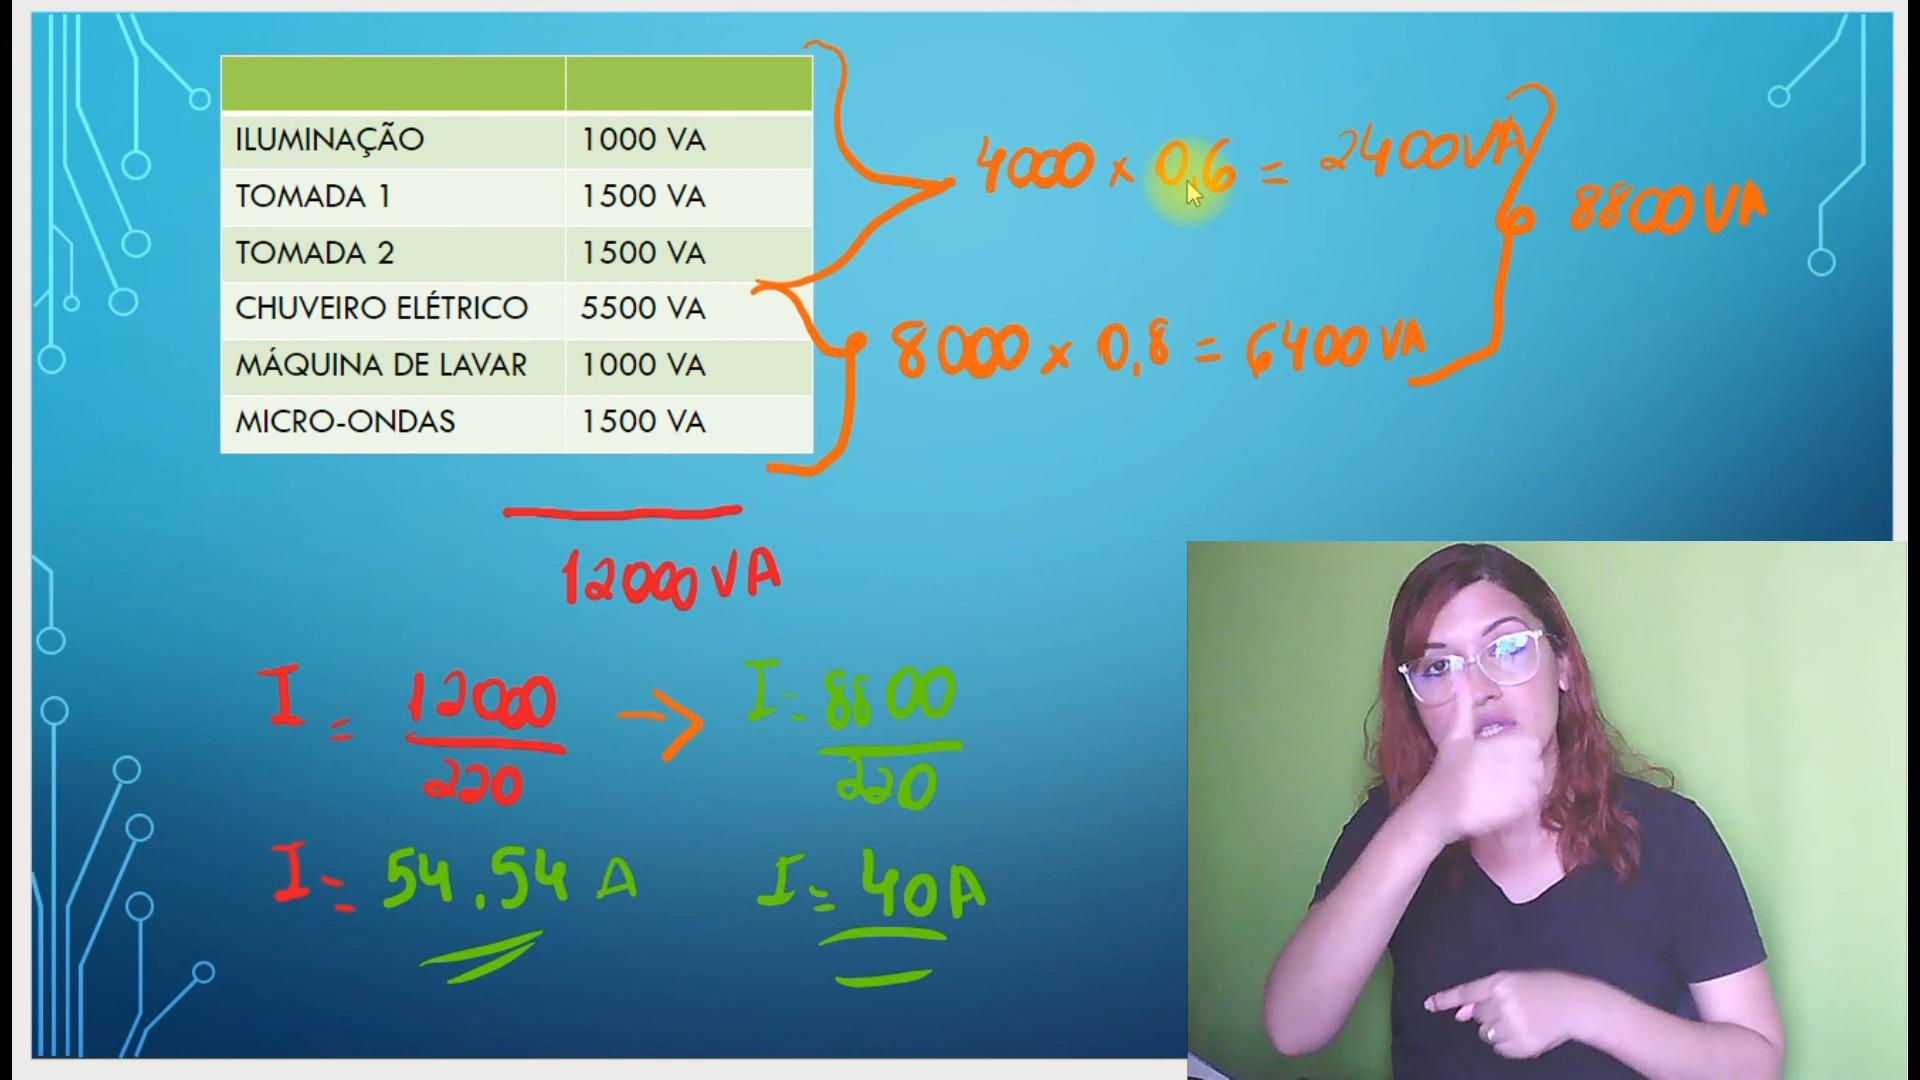 ILUMINAÇÃO 1000 VA
TOMADA 1 1500 VA
TOMADA 2 1500 VA
CHUVEIRO ELÉTRICO 5500 VA
MÁQUINA DE LAVAR 1000 VA
MICRO-ONDAS 1500 VA
4000 x 0,6 = 2400VA
8800VA
8000 x 0,8 = 6400VA
12000VA
I = 12000
220
I = 8800
220
I = 54.54 A
I = 40A